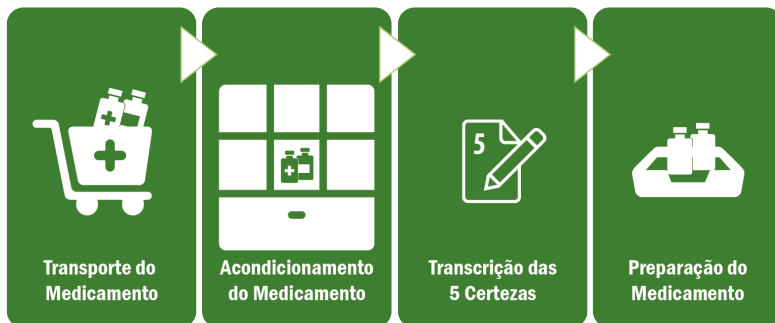 Transporte do
Medicamento
Acondicionamento
do Medicamento
5
Transcrição das
5 Certezas
Preparação do
Medicamento